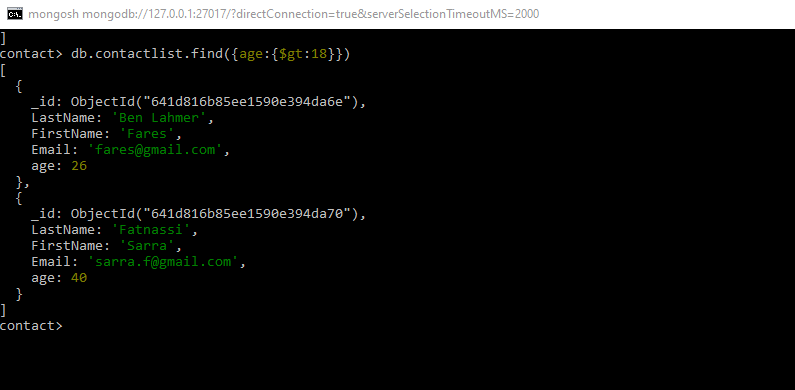 mongosh mongodb://127.0.0.1:27017/?directConnection=true&serverSelectionTimeoutMS=2000
]
contact> db.contactlist.find({age:{$gt:18}})
[
  {
    _id: ObjectId("641d816b85ee1590e394da6e"),
    LastName: 'Ben Lahmer',
    FirstName: 'Fares',
    Email: 'fares@gmail.com',
    age: 26
  },
  {
    _id: ObjectId("641d816b85ee1590e394da70"),
    LastName: 'Fatnassi',
    FirstName: 'Sarra',
    Email: 'sarra.f@gmail.com',
    age: 40
  }
]
contact>